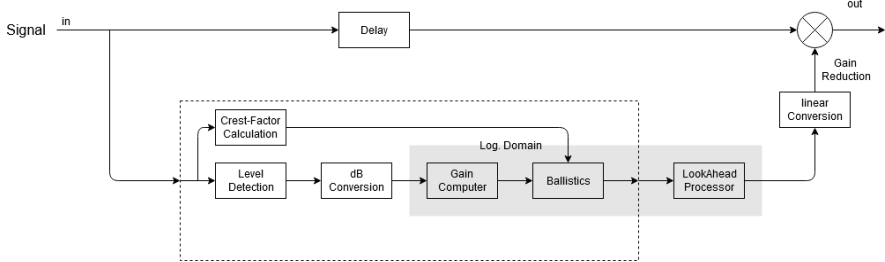 out
Signal
in
Delay
Gain
Reduction
linear
Conversion
Crest-Factor
Calculation
Log. Domain
Level
Detection
dB
Conversion
Gain
Computer
Ballistics
LookAhead
Processor